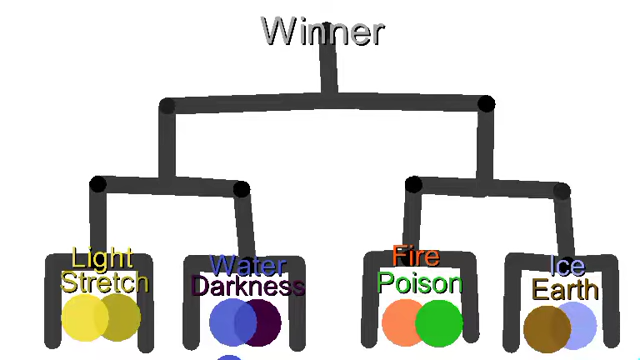 Winner
Light
Stretch
Water
Darkness
Fire
Poison
Ice
Earth